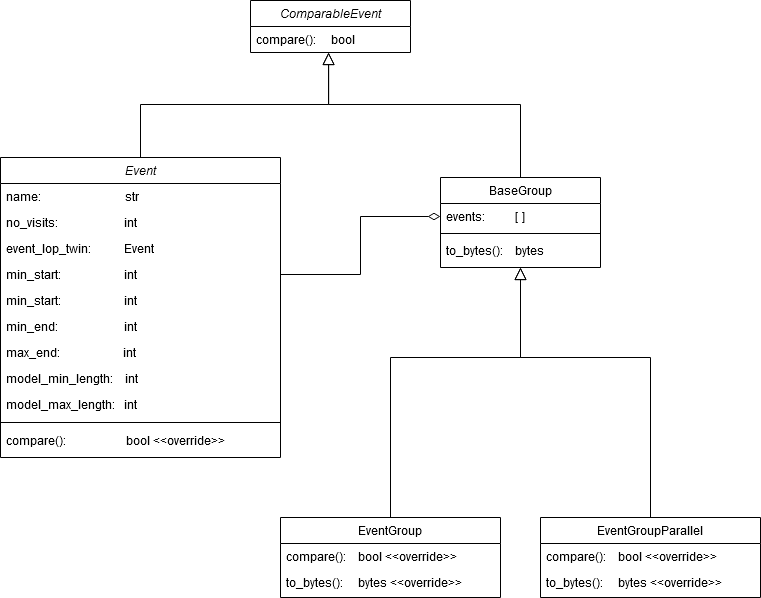 ComparableEvent
compare(): bool
Event
name: str
no_visits: int
event_lop_twin: Event
min_start: int
min_start: int
min_end: int
max_end: int
model_min_length: int
model_max_length: int
compare(): bool <<override>>
BaseGroup
events: [ ]
to_bytes(): bytes
EventGroup
compare(): bool <<override>>
to_bytes(): bytes <<override>>
EventGroupParallel
compare(): bool <<override>>
to_bytes(): bytes <<override>>